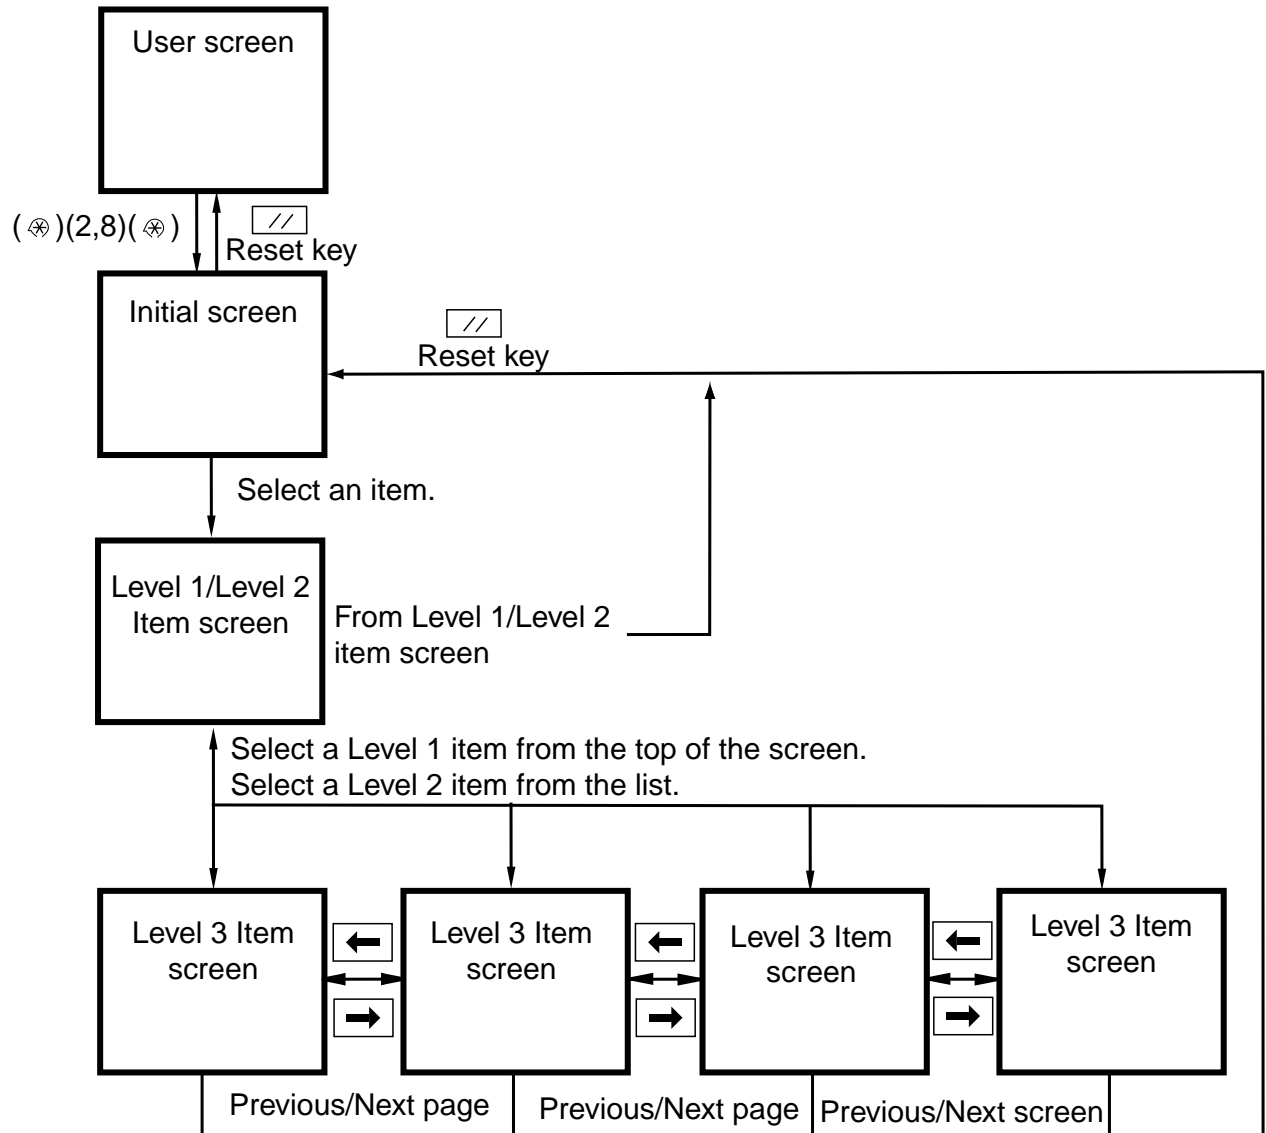 User screen
( ⊛ )(2,8)( ⊛ )
Reset key
Initial screen
Reset key
Select an item.
Level 1/Level 2
Item screen
From Level 1/Level 2
item screen
Select a Level 1 item from the top of the screen.
Select a Level 2 item from the list.
Level 3 Item
screen
Level 3 Item
screen
Level 3 Item
screen
Level 3 Item
screen
Previous/Next page
Previous/Next page
Previous/Next screen